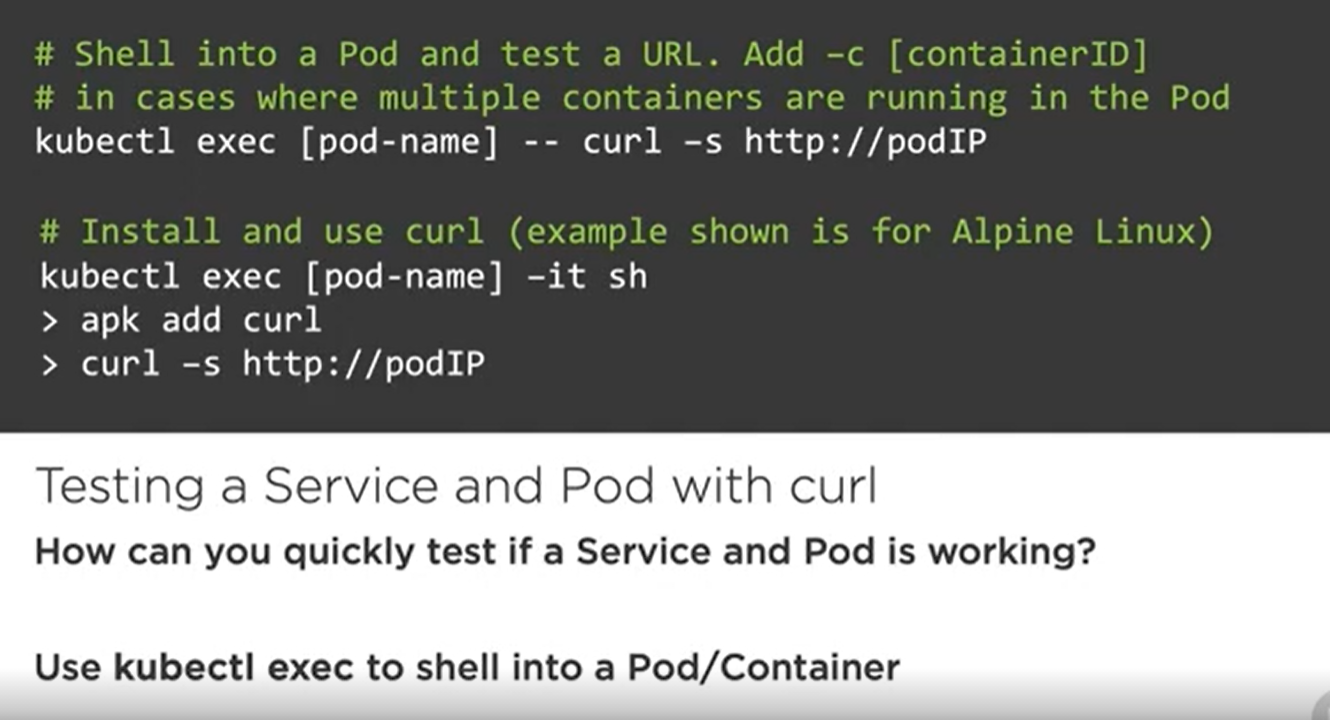 # Shell into a Pod and test a URL. Add –c [containerID]
# in cases where multiple containers are running in the Pod
kubectl exec [pod-name] -- curl –s http://podIP
# Install and use curl (example shown is for Alpine Linux)
kubectl exec [pod-name] –it sh
> apk add curl
> curl –s http://podIP
Testing a Service and Pod with curl
How can you quickly test if a Service and Pod is working?
Use kubectl exec to shell into a Pod/Container